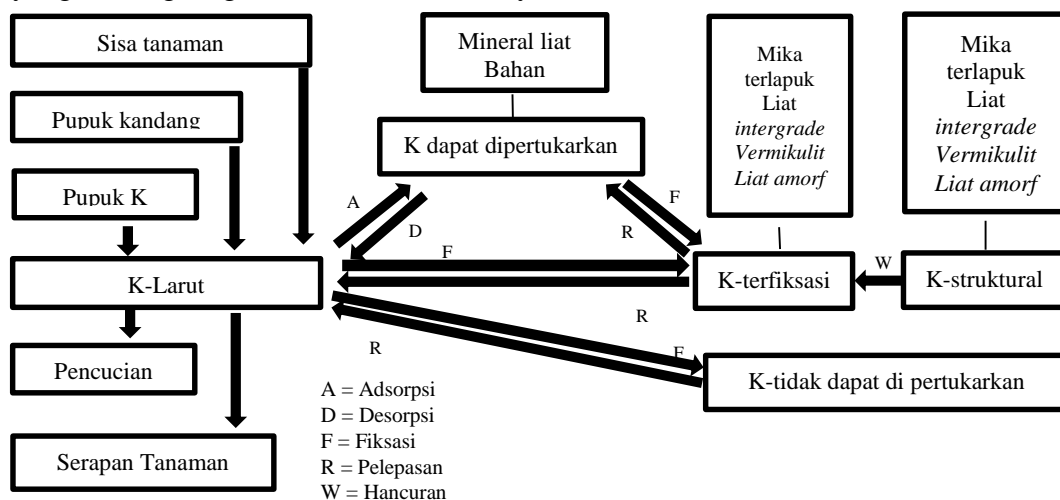 Sisa tanaman
Pupuk kandang
Pupuk K
K-Larut
Pencucian
Serapan Tanaman
Mineral liat
Bahan
K dapat dipertukarkan
A
D
F
R
F
R
R
F
Mika
terlapuk
Liat
intergrade
Vermikulit
Liat amorf
K-terfiksasi
W
Mika
terlapuk
Liat
intergrade
Vermikulit
Liat amorf
K-struktural
K-tidak dapat di pertukarkan
A = Adsorpsi
D = Desorpsi
F = Fiksasi
R = Pelepasan
W = Hancuran